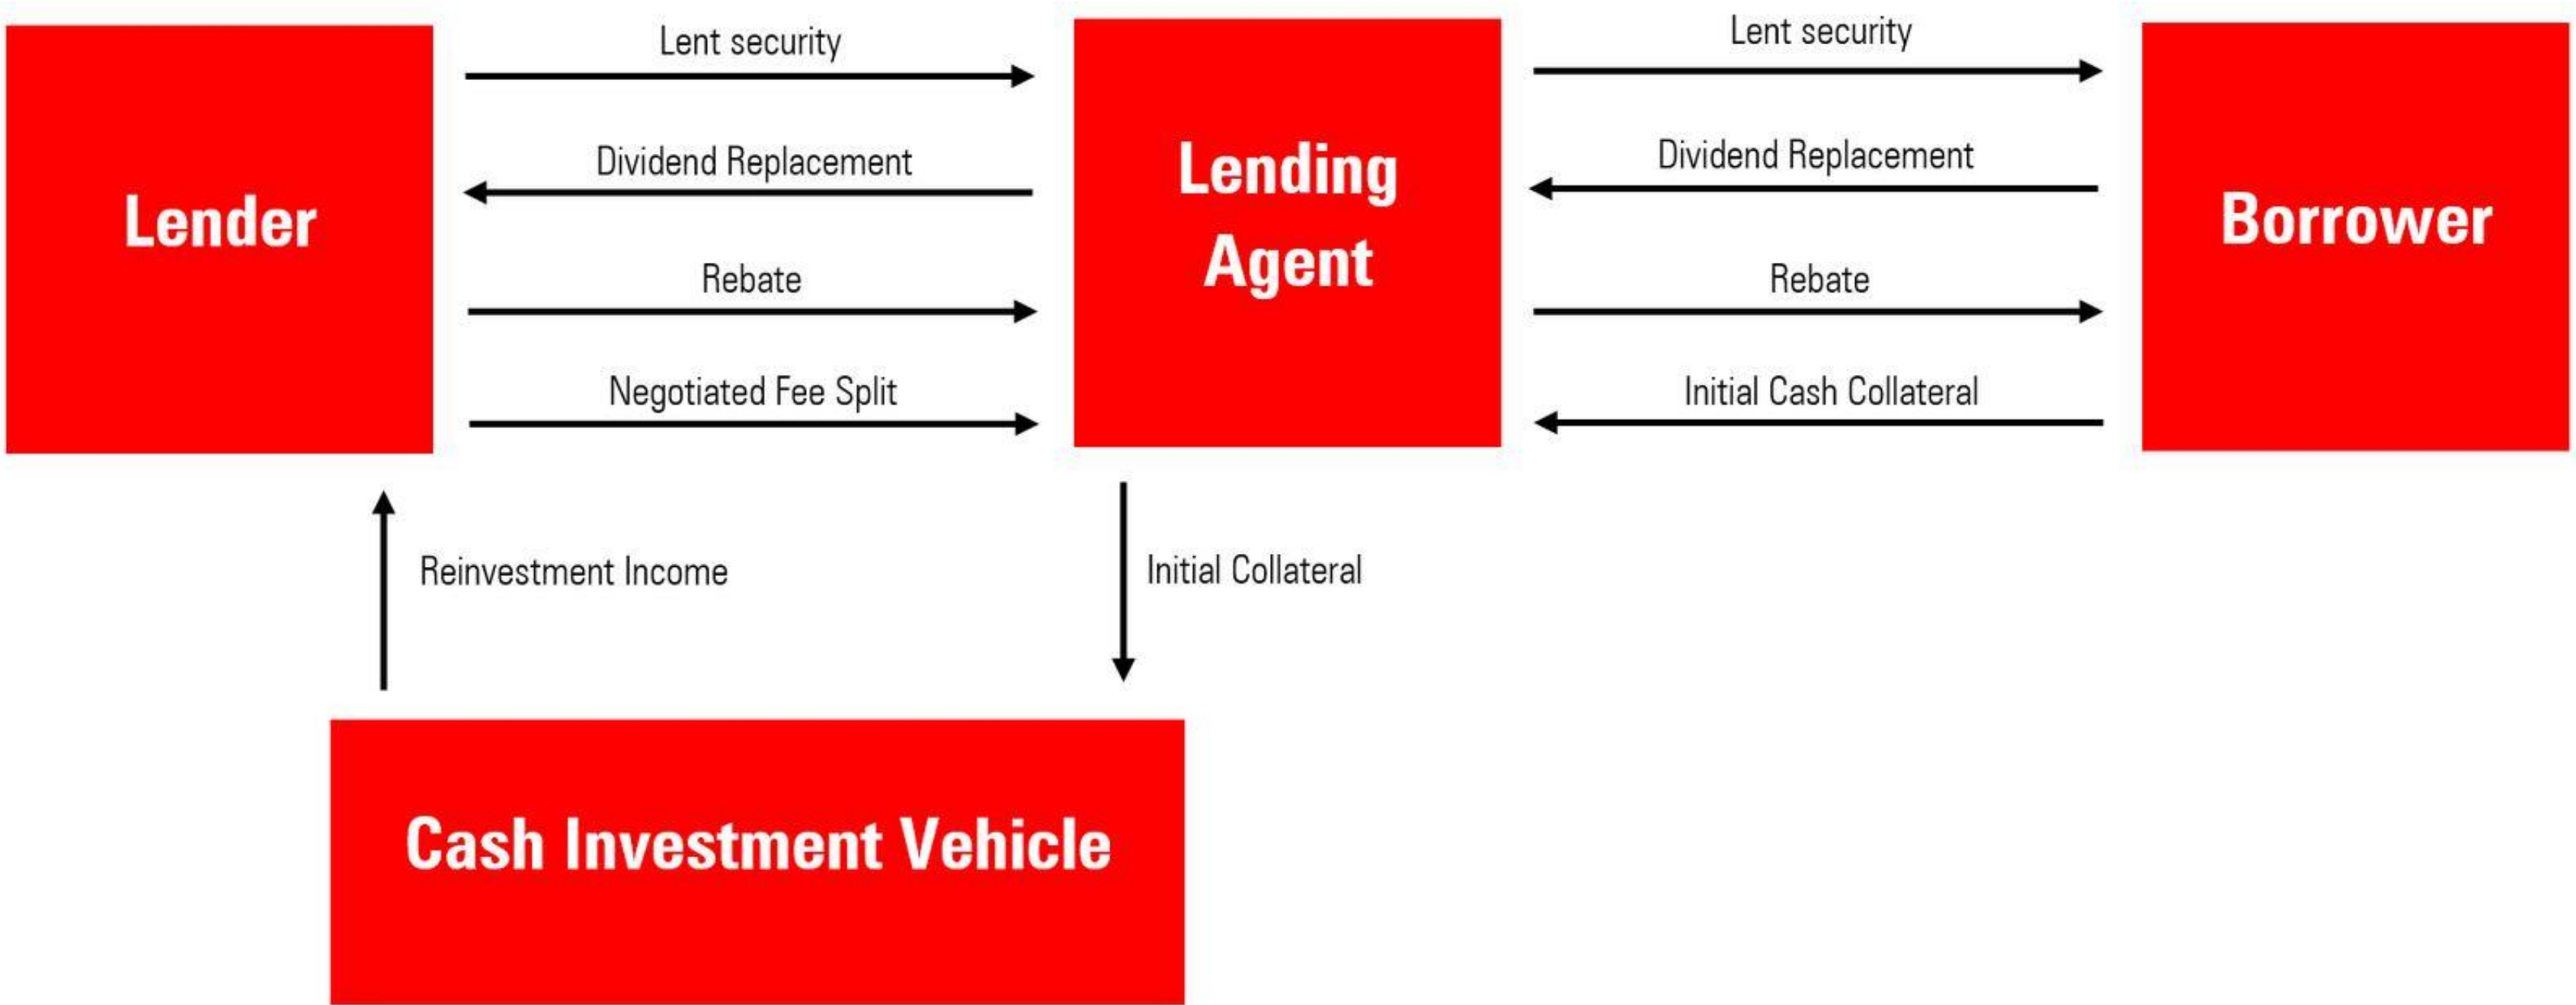 Lent security
Lent security
Dividend Replacement
Lending
Agent
Dividend Replacement
Lender
Borrower
Rebate
Rebate
Negotiated Fee Split
Initial Cash Collateral
Reinvestment Income
Initial Collateral
Cash Investment Vehicle